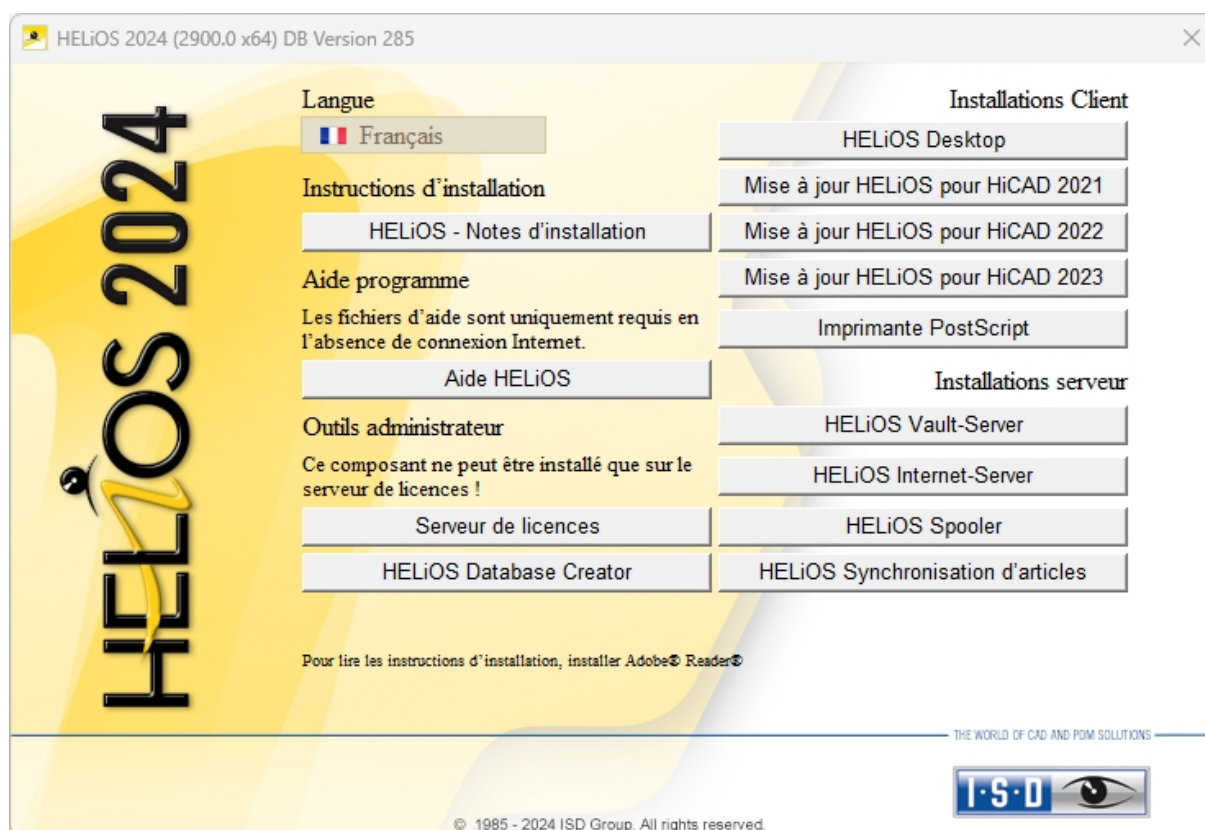 HELiOS 2024 (2900.0 x64) DB Version 285
HELiOS 2024
Langue
Français
Instructions d'installation
HELiOS - Notes d'installation
Aide programme
Les fichiers d'aide sont uniquement requis en
l'absence de connexion Internet.
Aide HELiOS
Outils administrateur
Ce composant ne peut être installé que sur le
serveur de licences !
Serveur de licences
HELiOS Database Creator
Installations Client
HELiOS Desktop
Mise à jour HELiOS pour HiCAD 2021
Mise à jour HELiOS pour HiCAD 2022
Mise à jour HELiOS pour HiCAD 2023
Imprimante PostScript
Installations serveur
HELiOS Vault-Server
HELiOS Internet-Server
HELiOS Spooler
HELiOS Synchronisation d'articles
Pour lire les instructions d'installation, installer Adobe® Reader®
THE WORLD OF CAD AND PDM SOLUTIONS
I·S·D
© 1985 - 2024 ISD Group. All rights reserved.